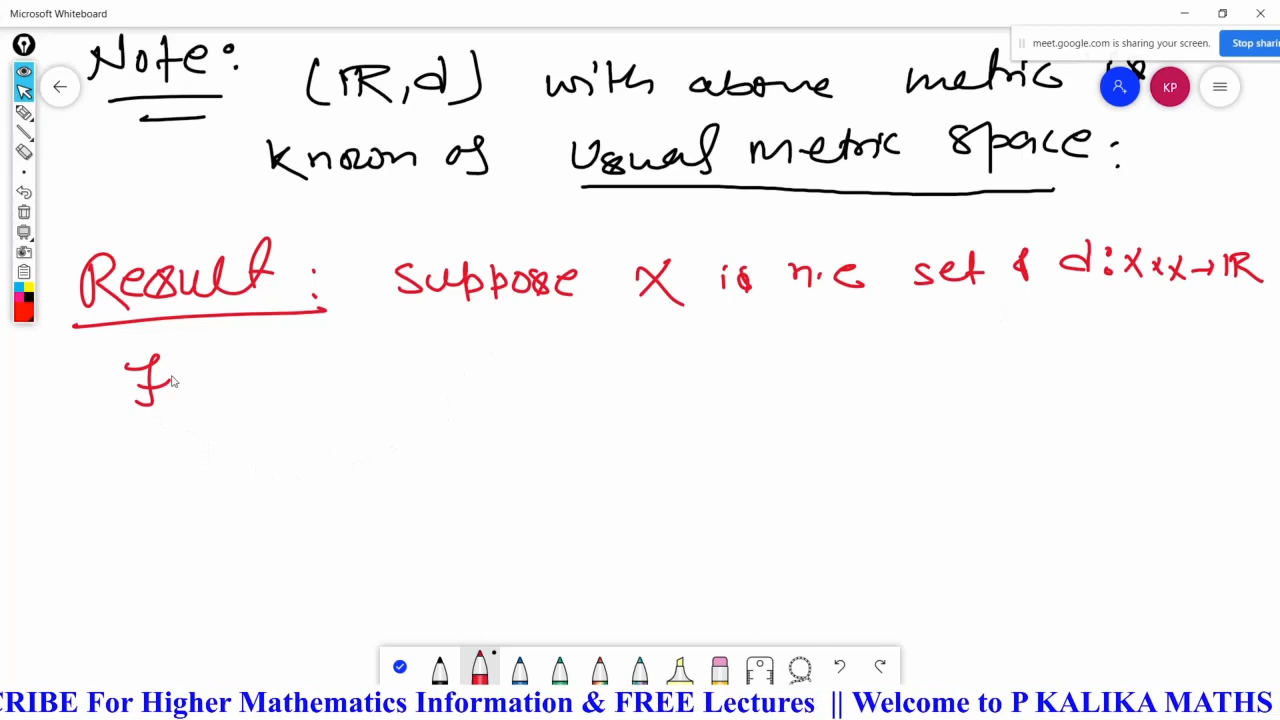 Microsoft Whiteboard
meet.google.com is sharing your screen.
Stop shari
Note: (IR, d) with above metric is
KP
known as usual metric space:
Result: suppose X is n.e set & d: X x X → IR
I
CRIBE For Higher Mathematics Information & FREE Lectures || Welcome to P KALIKA MATHS